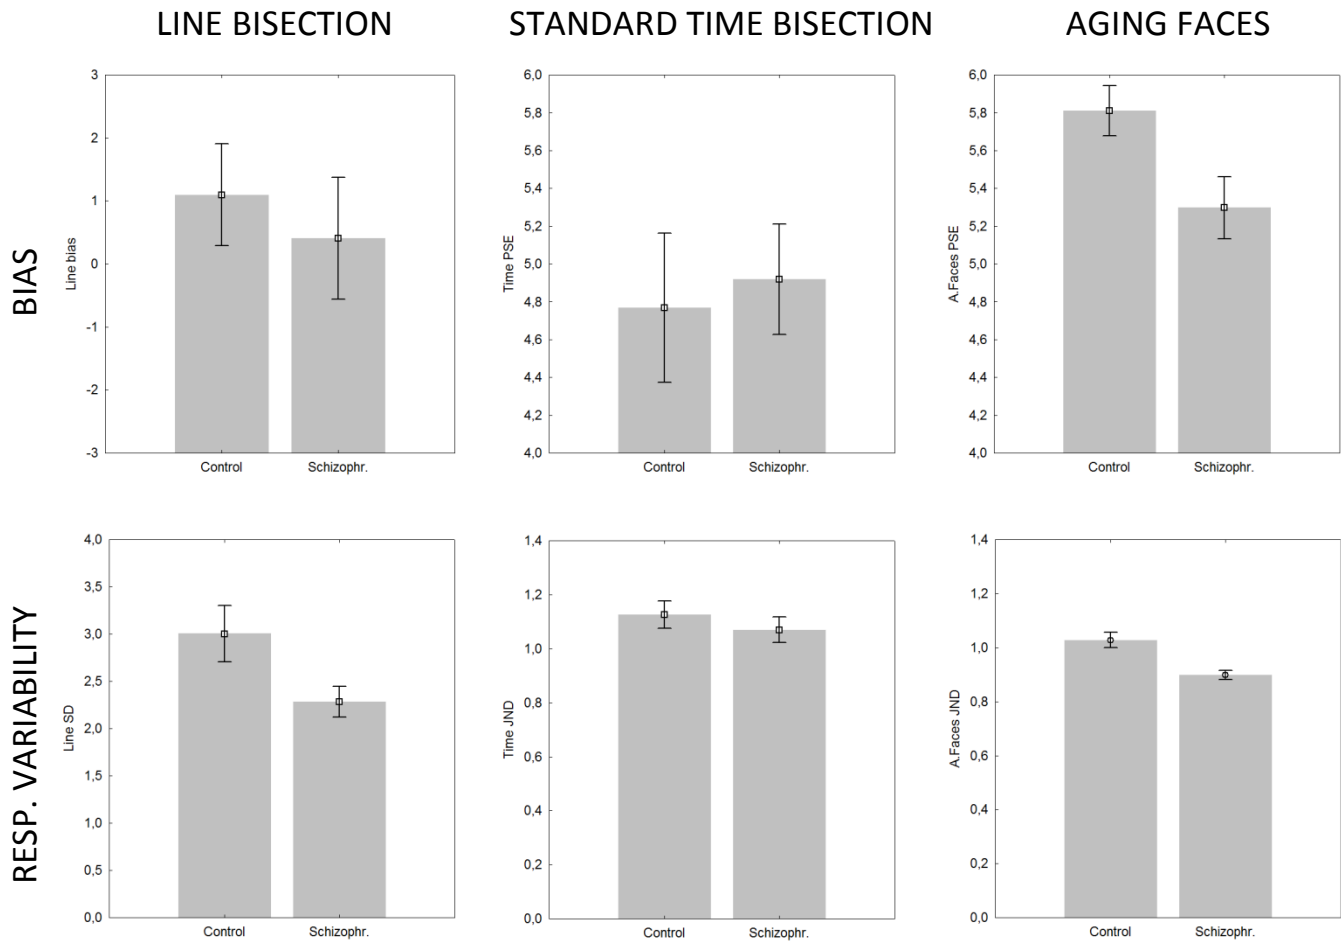 LINE BISECTION
STANDARD TIME BISECTION
AGING FACES
BIAS
Line bias
3
2
1
0
-1
-2
-3
Control
Schizophr.
Time PSE
6,0
5,8
5,6
5,4
5,2
5,0
4,8
4,6
4,4
4,2
4,0
Control
Schizophr.
A.Faces PSE
6,0
5,8
5,6
5,4
5,2
5,0
4,8
4,6
4,4
4,2
4,0
Control
Schizophr.
RESP. VARIABILITY
Line SD
4,0
3,5
3,0
2,5
2,0
1,5
1,0
0,5
0,0
Control
Schizophr.
Time JND
1,4
1,2
1,0
0,8
0,6
0,4
0,2
0,0
Control
Schizophr.
A.Faces JND
1,4
1,2
1,0
0,8
0,6
0,4
0,2
0,0
Control
Schizophr.